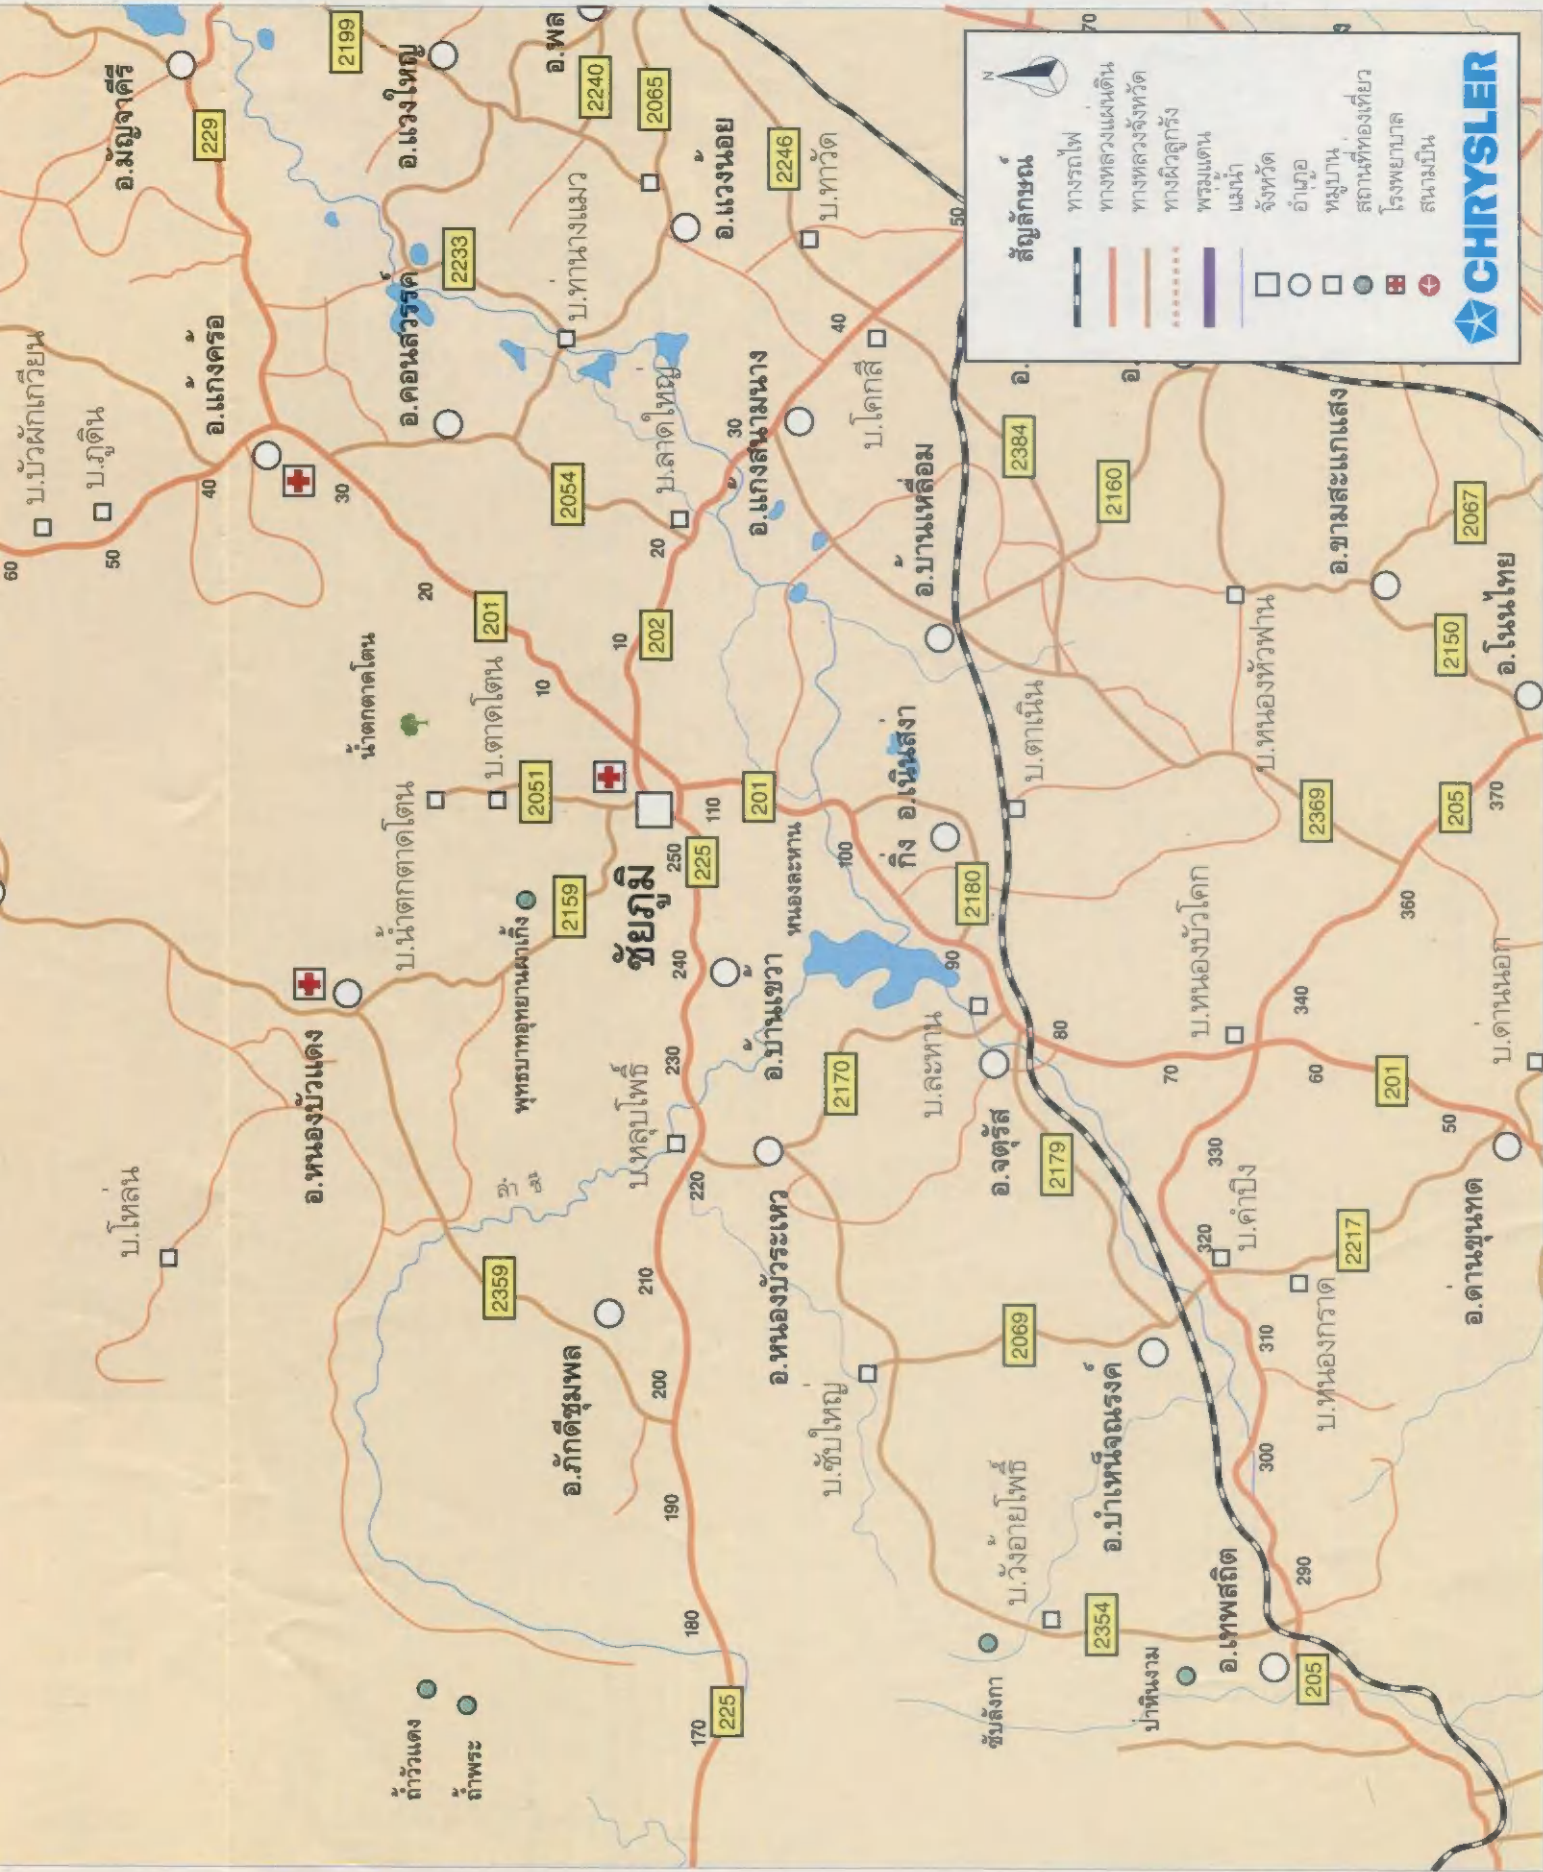 60
บ.บัวผักเกวียน
50
บ.ภูดิน
40
อ.แก้งคร้อ
229
อ.มัญจาคีรี
2199
อ.แวงใหญ่
อ.พล
2240
2065
30
20
201
10
น้ำตกตาดโตน
อ.คอนสวรรค์
2233
2054
บ.ท่านางแมว
อ.แวงน้อย
2246
บ.ทาวัด
บ.น้ำตกตาดโตน
บ.ตาดโตน
2051
2159
พุทธบาทอุทยานผาเก้ง
ชัยภูมิ
10
202
20
บ.ลาดใหญ่
30
อ.แก้งสนามนาง
40
บ.โคกสี
50
บ.โหล่น
อ.หนองบัวแดง
2359
อ.ภักดีชุมพล
บ.หลุบโพธิ์
170
225
180
190
200
210
220
230
240
250
225
110
201
100
90
80
70
60
201
50
อ.บ้านเขว้า
หนองละหาน
กิ่ง อ.เนินสง่า
2180
อ.บ้านเหลื่อม
2384
2160
อ.ขามสะแกแสง
2067
2150
อ.โนนไทย
บ.หนองหัวฟาน
บ.ตาเนิน
2369
205
370
360
340
330
320
310
300
290
205
บ.หนองบัวโคก
บ.ด่านนอก
บ.ละหาน
2170
อ.จตุรัส
2179
อ.หนองบัวระเหว
บ.ซับใหญ่
2069
อ.บำเหน็จณรงค์
บ.คำปิง
2217
บ.หนองกราด
อ.ด่านขุนทด
บ.วังอ้ายโพธิ์
2354
อ.เทพสถิต
ป่าหินงาม
ซับลังกา
ถ้ำวัวแดง
ถ้ำพระ
อ.
อ.
70
N
สัญลักษณ์
ทางรถไฟ
ทางหลวงแผ่นดิน
ทางหลวงจังหวัด
ทางผิวลูกรัง
พรมแดน
แม่น้ำ
จังหวัด
อำเภอ
หมู่บ้าน
สถานที่ท่องเที่ยว
โรงพยาบาล
สนามบิน
CHRYSLER